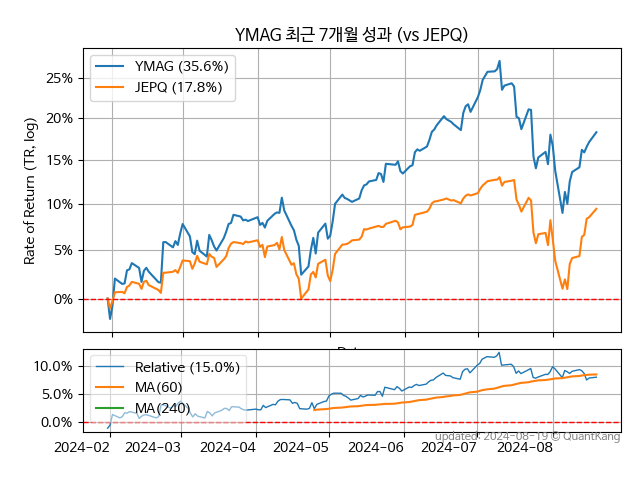 YMAG 최근 7개월 성과 (vs JEPQ)
YMAG (35.6%)
JEPQ (17.8%)
Rate of Return (TR, log)
25%
20%
15%
10%
5%
0%
Relative (15.0%)
MA(60)
MA(240)
10.0%
5.0%
0.0%
2024-02 2024-03 2024-04 2024-05 2024-06 2024-07 2024-08
updated: 2024-08-19 © QuantKang